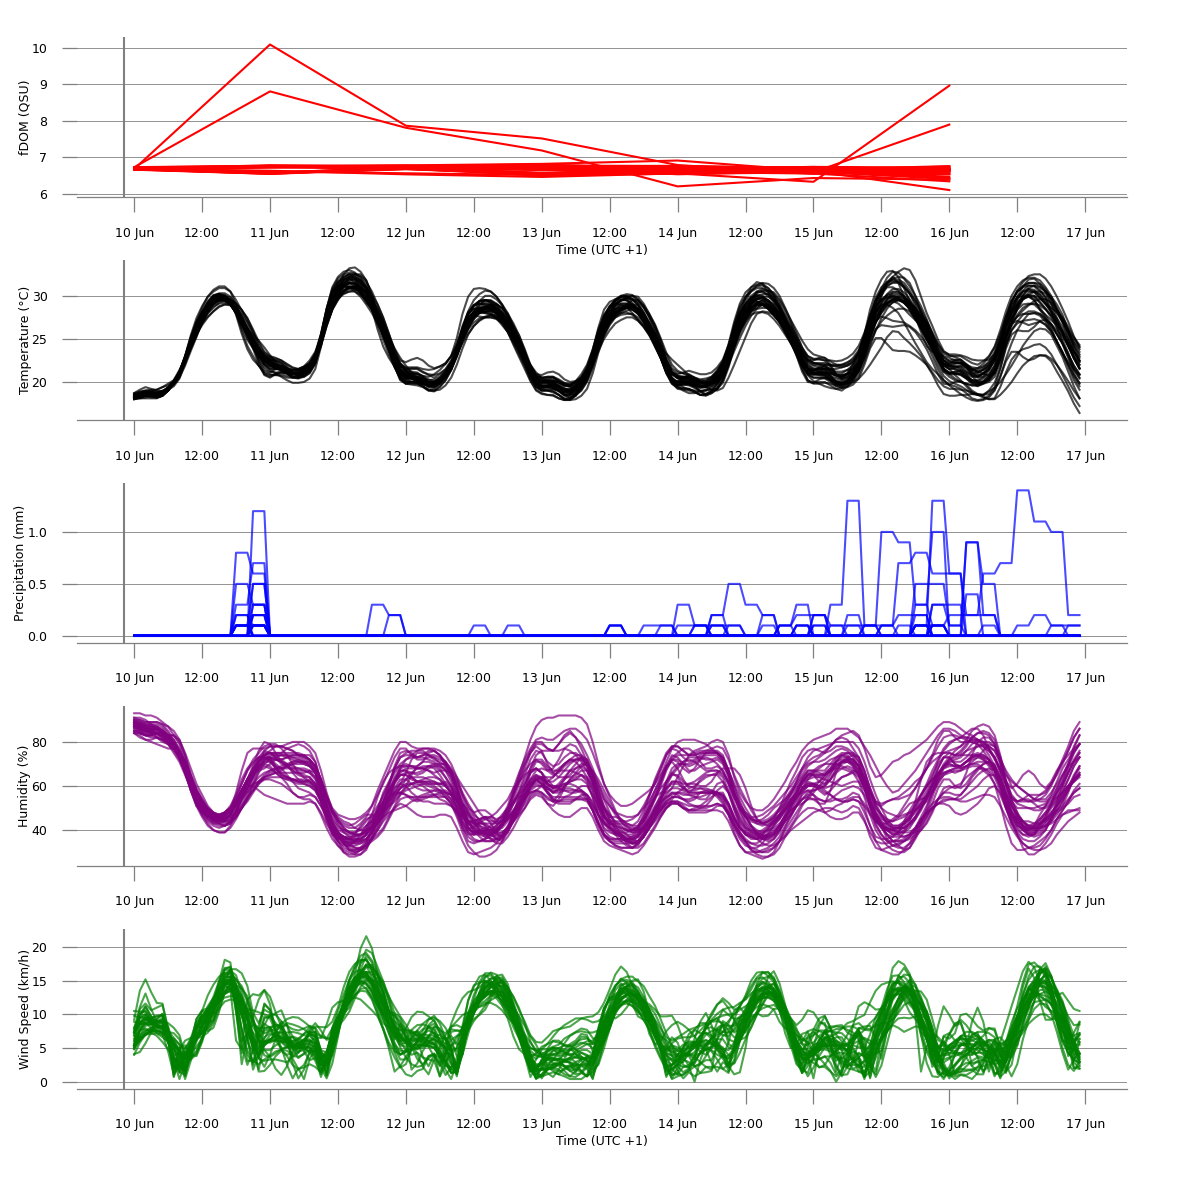 fDOM (QSU)
10
9
8
7
6
10 Jun 12:00 11 Jun 12:00 12 Jun 12:00 13 Jun 12:00 14 Jun 12:00 15 Jun 12:00 16 Jun 12:00 17 Jun
Time (UTC +1)
Temperature (°C)
30
25
20
10 Jun 12:00 11 Jun 12:00 12 Jun 12:00 13 Jun 12:00 14 Jun 12:00 15 Jun 12:00 16 Jun 12:00 17 Jun
Precipitation (mm)
1.0
0.5
0.0
10 Jun 12:00 11 Jun 12:00 12 Jun 12:00 13 Jun 12:00 14 Jun 12:00 15 Jun 12:00 16 Jun 12:00 17 Jun
Humidity (%)
80
60
40
10 Jun 12:00 11 Jun 12:00 12 Jun 12:00 13 Jun 12:00 14 Jun 12:00 15 Jun 12:00 16 Jun 12:00 17 Jun
Wind Speed (km/h)
20
15
10
5
0
10 Jun 12:00 11 Jun 12:00 12 Jun 12:00 13 Jun 12:00 14 Jun 12:00 15 Jun 12:00 16 Jun 12:00 17 Jun
Time (UTC +1)